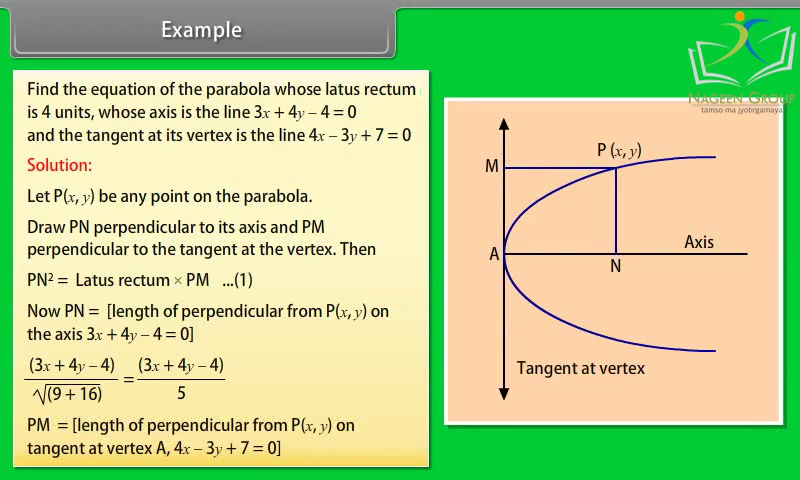 Example
NAGEEN GROUP
tamso ma jyotirgamaya
Find the equation of the parabola whose latus rectum
is 4 units, whose axis is the line 3x + 4y – 4 = 0
and the tangent at its vertex is the line 4x – 3y + 7 = 0
Solution:
Let P(x, y) be any point on the parabola.
Draw PN perpendicular to its axis and PM
perpendicular to the tangent at the vertex. Then
PN² = Latus rectum × PM ...(1)
Now PN = [length of perpendicular from P(x, y) on
the axis 3x + 4y – 4 = 0]
(3x + 4y – 4) / √(9 + 16) = (3x + 4y – 4) / 5
PM = [length of perpendicular from P(x, y) on
tangent at vertex A, 4x – 3y + 7 = 0]
P (x, y)
M
Axis
A
N
Tangent at vertex